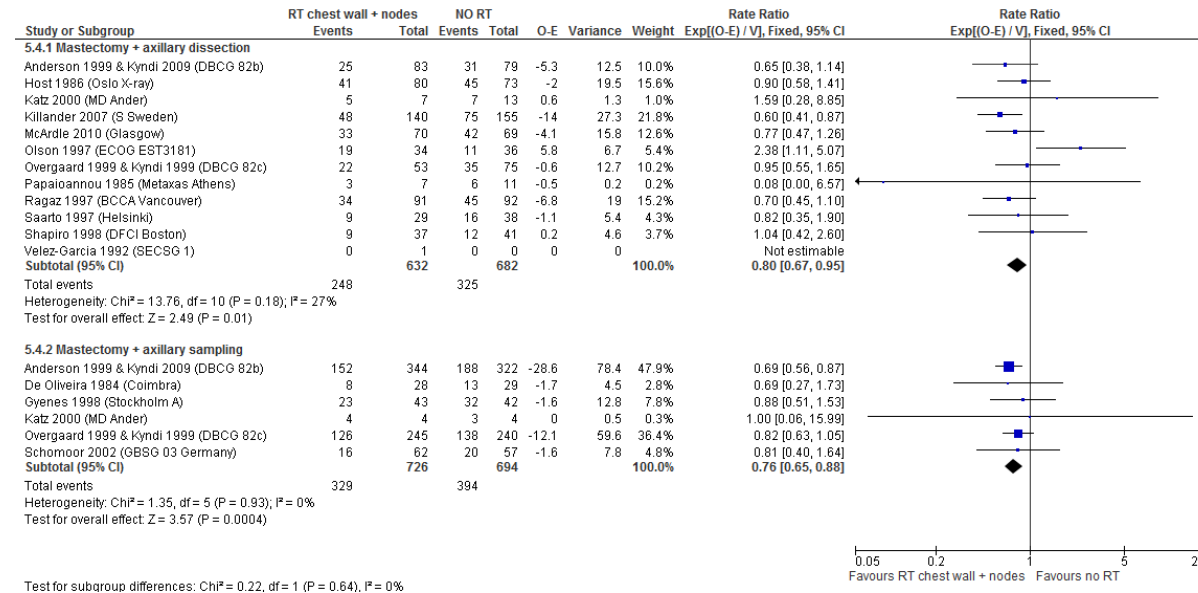 RT chest wall + nodes NO RT Rate Ratio Rate Ratio
Study or Subgroup Events Total Events Total O-E Variance Weight Exp[(O-E) / V], Fixed, 95% CI Exp[(O-E) / V], Fixed, 95% CI
5.4.1 Mastectomy + axillary dissection
Anderson 1999 & Kyndi 2009 (DBCG 82b) 25 83 31 79 -5.3 12.5 10.0% 0.65 [0.38, 1.14]
Host 1986 (Oslo X-ray) 41 80 45 73 -2 19.5 15.6% 0.90 [0.58, 1.41]
Katz 2000 (MD Ander) 5 7 7 13 0.6 1.3 1.0% 1.59 [0.28, 8.85]
Killander 2007 (S Sweden) 48 140 75 155 -14 27.3 21.8% 0.60 [0.41, 0.87]
McArdle 2010 (Glasgow) 33 70 42 69 -4.1 15.8 12.6% 0.77 [0.47, 1.26]
Olson 1997 (ECOG EST3181) 19 34 11 36 5.8 6.7 5.3% 2.38 [1.11, 5.07]
Overgaard 1999 & Kyndi 1999 (DBCG 82c) 22 53 35 75 -0.6 12.7 10.1% 0.95 [0.55, 1.65]
Papaioannou 1985 (Metaxas Athens) 3 7 6 11 -0.5 0.2 0.2% 0.08 [0.00, 6.57]
Ragaz 1997 (BCCA Vancouver) 34 91 45 92 -6.8 19 15.2% 0.70 [0.45, 1.10]
Saarto 1997 (Helsinki) 9 29 16 38 -1.1 5.4 4.3% 0.82 [0.35, 1.90]
Shapiro 1998 (DFCI Boston) 9 37 12 41 0.2 4.6 3.7% 1.04 [0.42, 2.60]
Velez-Garcia 1992 (SECSG 1) 0 1 0 0 0 0 Not estimable
Subtotal (95% CI) 632 682 100.0% 0.80 [0.67, 0.95]
Total events 248 325
Heterogeneity: Chi² = 13.76, df = 10 (P = 0.18); I² = 27%
Test for overall effect: Z = 2.49 (P = 0.01)
5.4.2 Mastectomy + axillary sampling
Anderson 1999 & Kyndi 2009 (DBCG 82b) 152 344 188 322 -28.6 78.4 47.9% 0.69 [0.56, 0.87]
De Oliveira 1984 (Coimbra) 8 28 13 29 -1.7 4.5 2.8% 0.69 [0.27, 1.73]
Gyenes 1998 (Stockholm A) 23 43 32 42 -1.6 12.8 7.8% 0.88 [0.51, 1.53]
Katz 2000 (MD Ander) 4 4 3 4 0 0.5 0.3% 1.00 [0.06, 15.99]
Overgaard 1999 & Kyndi 1999 (DBCG 82c) 126 245 138 240 -12.1 59.6 36.4% 0.82 [0.63, 1.05]
Schomoor 2002 (GBSG 03 Germany) 16 62 20 57 -1.6 7.8 4.8% 0.81 [0.40, 1.64]
Subtotal (95% CI) 726 694 100.0% 0.76 [0.65, 0.88]
Total events 329 394
Heterogeneity: Chi² = 1.35, df = 5 (P = 0.93); I² = 0%
Test for overall effect: Z = 3.57 (P = 0.0004)
0.05 0.2 1 5 2
Favours RT chest wall + nodes Favours no RT
Test for subgroup differences: Chi² = 0.22, df = 1 (P = 0.64), I² = 0%